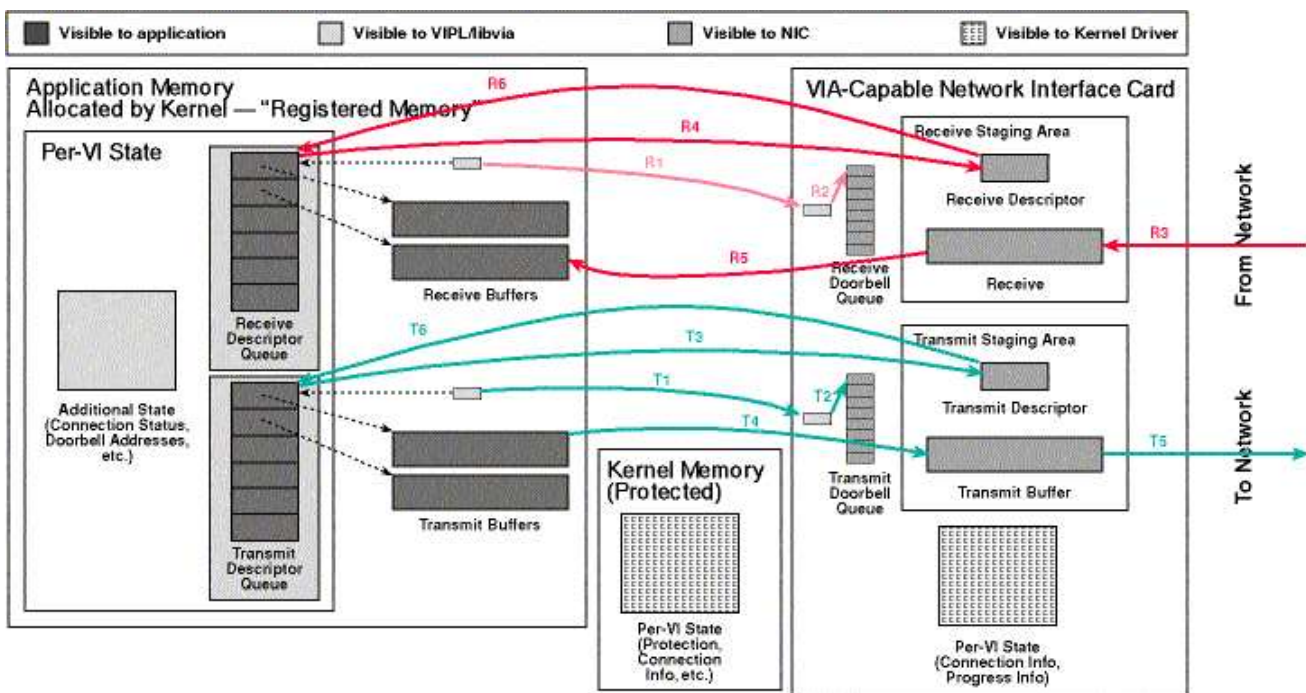 Visible to application
Visible to VIPL/libvia
Visible to NIC
Visible to Kernel Driver
Application Memory
Allocated by Kernel — "Registered Memory"
Per-VI State
R6
R4
R1
R2
R5
R3
VIA-Capable Network Interface Card
Receive Staging Area
Receive Descriptor
Receive
Receive
Doorbell
Queue
From Network
Receive Buffers
Receive
Descriptor
Queue
Additional State
(Connection Status,
Doorbell Addresses,
etc.)
T6
T3
T1
T2
T4
T5
Transmit Staging Area
Transmit Descriptor
Transmit Buffer
Transmit
Doorbell
Queue
To Network
Transmit Buffers
Transmit
Descriptor
Queue
Kernel Memory
(Protected)
Per-VI State
(Protection,
Connection
Info, etc.)
Per-VI State
(Connection Info,
Progress Info)